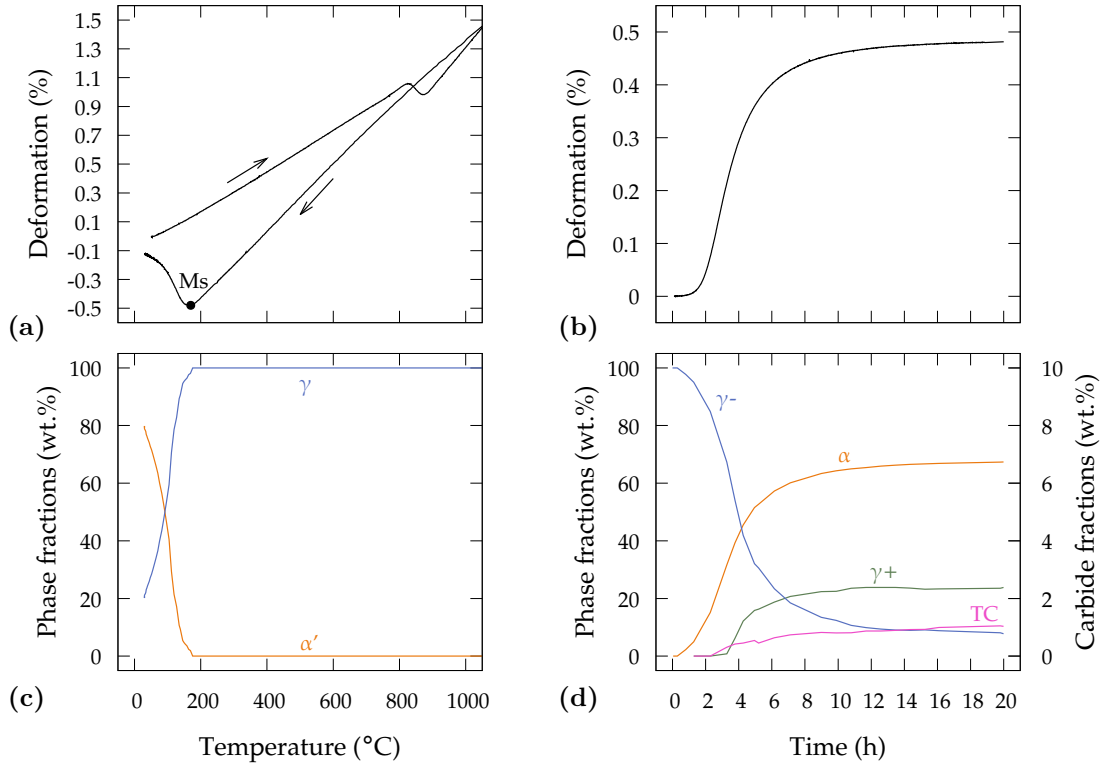 Deformation (%)
1.5
1.3
1.1
0.9
0.7
0.5
0.3
0.1
-0.1
-0.3
-0.5
Ms
(a)
Deformation (%)
0.5
0.4
0.3
0.2
0.1
0
(b)
Phase fractions (wt.%)
100
80
60
40
20
0
γ
α’
0 200 400 600 800 1000
(c)
Temperature (°C)
Phase fractions (wt.%)
100
80
60
40
20
0
γ-
α
γ+
TC
10
8
6
4
2
0
Carbide fractions (wt.%)
0 2 4 6 8 10 12 14 16 18 20
(d)
Time (h)